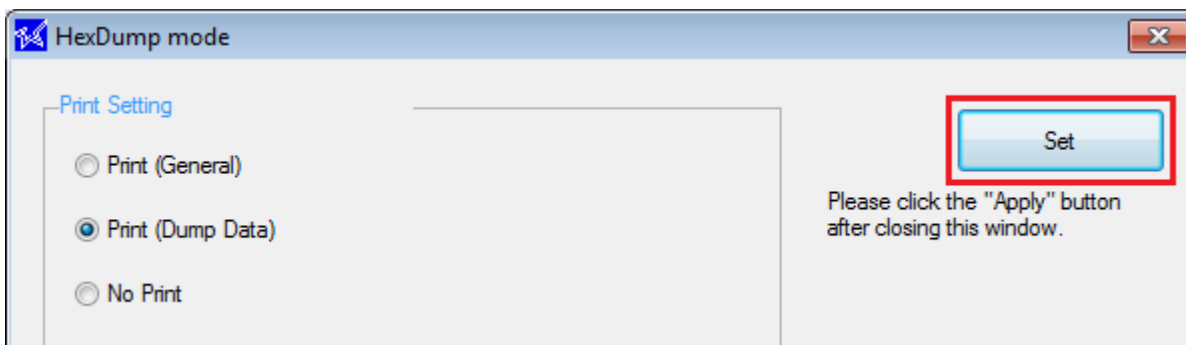 HexDump mode
Print Setting
Set
Print (General)
Print (Dump Data)
Please click the "Apply" button
after closing this window.
No Print